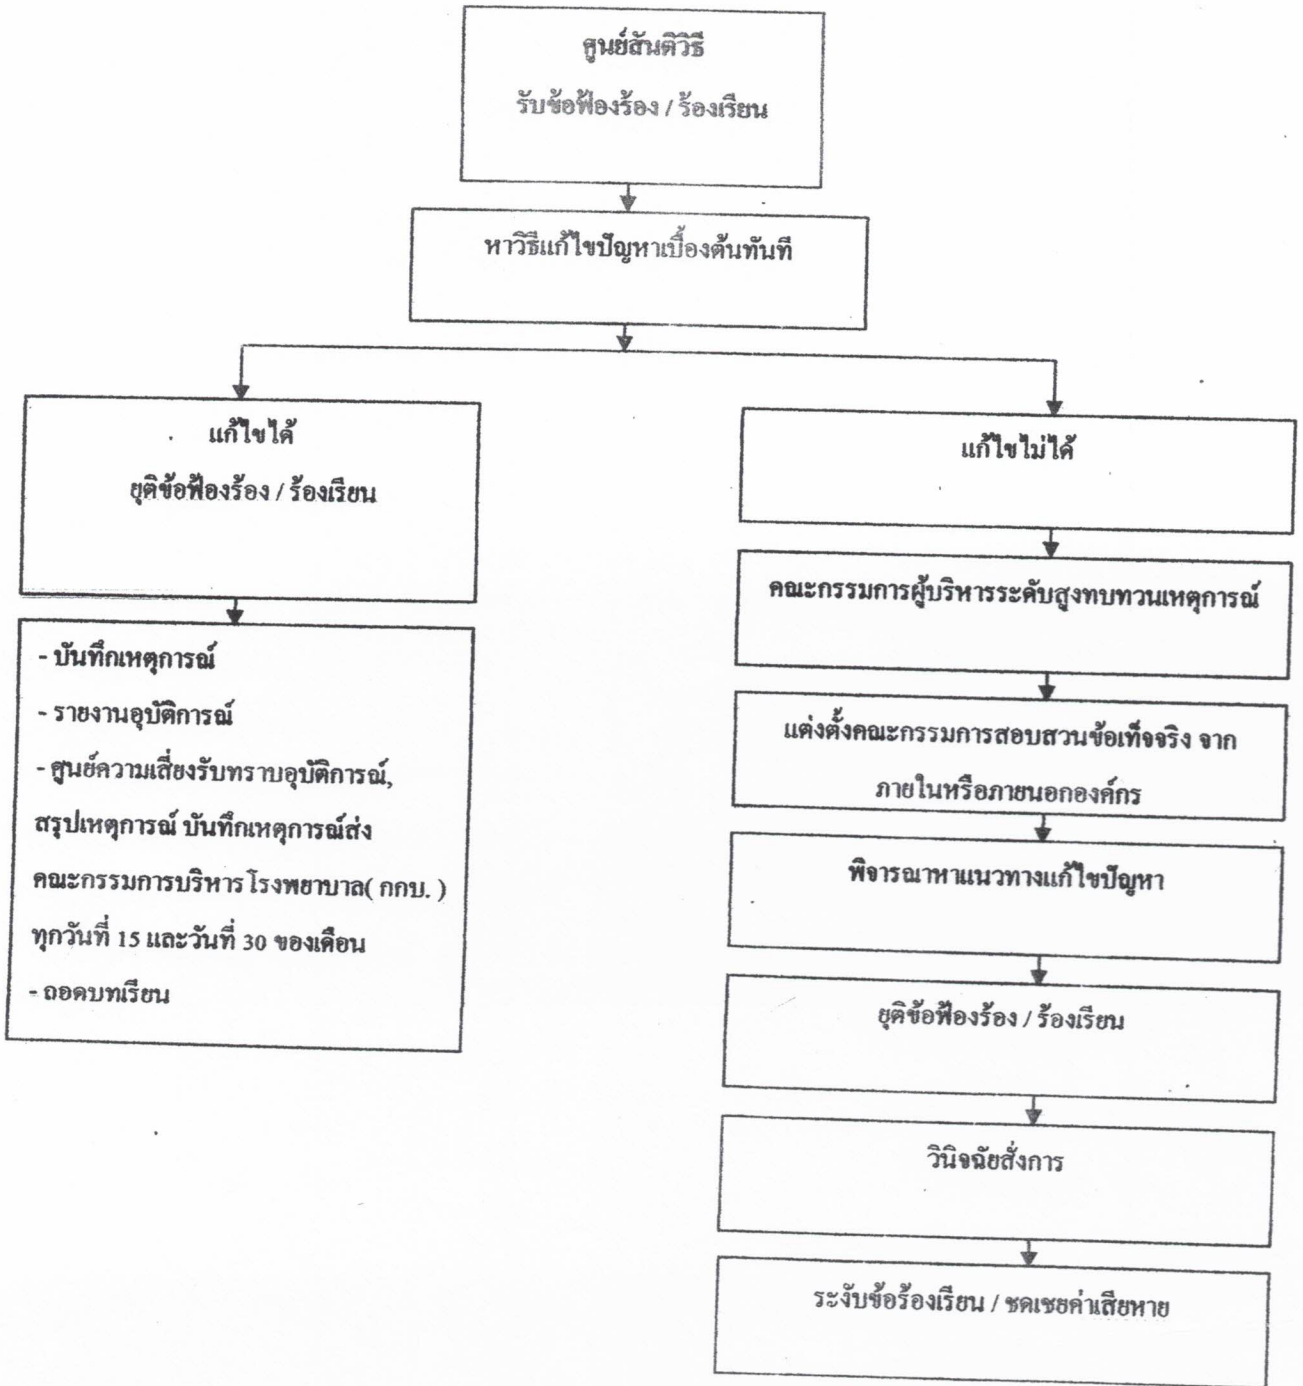 ศูนย์สันติวิธี
รับข้อฟ้องร้อง / ร้องเรียน
หาวิธีแก้ไขปัญหาเบื้องต้นทันที
แก้ไขได้
ยุติข้อฟ้องร้อง / ร้องเรียน
- บันทึกเหตุการณ์
- รายงานอุบัติการณ์
- ศูนย์ความเสี่ยงรับทราบอุบัติการณ์,
สรุปเหตุการณ์ บันทึกเหตุการณ์ส่ง
คณะกรรมการบริหารโรงพยาบาล( กกบ. )
ทุกวันที่ 15 และวันที่ 30 ของเดือน
- ถอดบทเรียน
แก้ไขไม่ได้
คณะกรรมการผู้บริหารระดับสูงทบทวนเหตุการณ์
แต่งตั้งคณะกรรมการสอบสวนข้อเท็จจริง จาก
ภายในหรือภายนอกองค์กร
พิจารณาหาแนวทางแก้ไขปัญหา
ยุติข้อฟ้องร้อง / ร้องเรียน
วินิจฉัยสั่งการ
ระงับข้อร้องเรียน / ชดเชยค่าเสียหาย